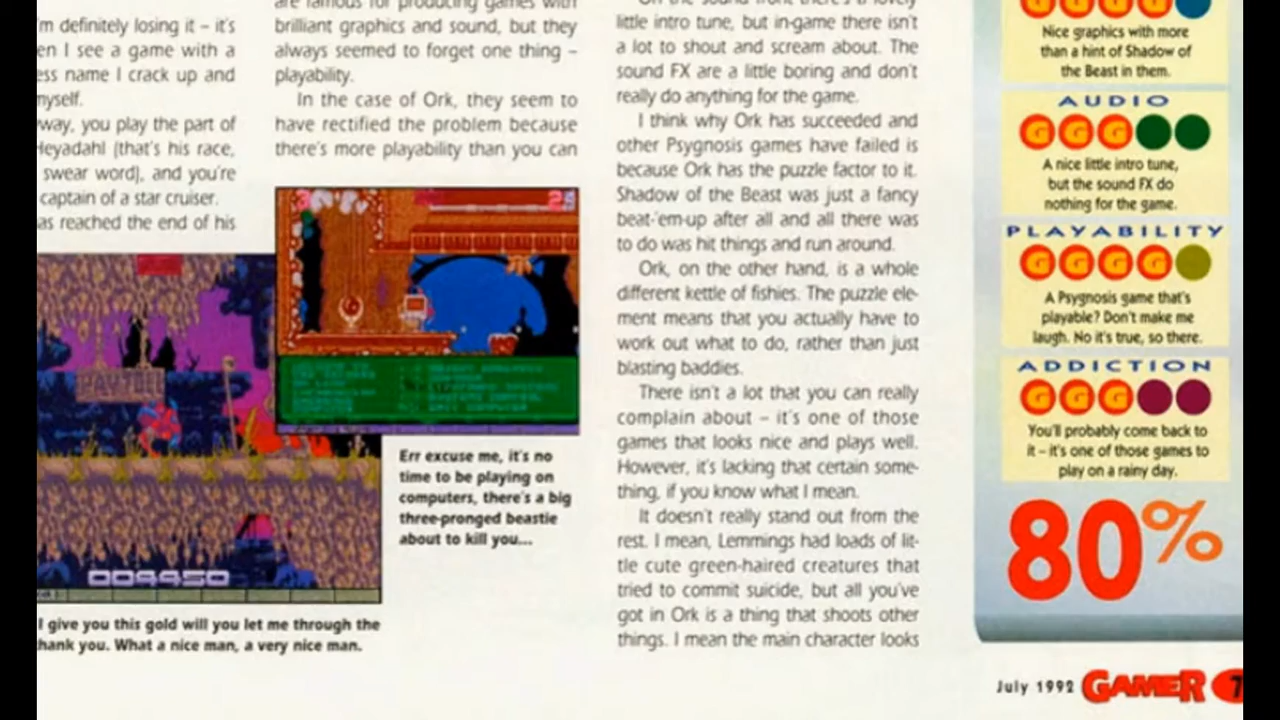 'm definitely losing it – it's
en I see a game with a
ess name I crack up and
nyself.
way, you play the part of
Heyadahl (that's his race,
swear word), and you're
captain of a star cruiser.
as reached the end of his
PAYTOLL
004450
I give you this gold will you let me through the
hank you. What a nice man, a very nice man.
are famous for producing games with
brilliant graphics and sound, but they
always seemed to forget one thing –
playability.
In the case of Ork, they seem to
have rectified the problem because
there's more playability than you can
Err excuse me, it's no
time to be playing on
computers, there's a big
three-pronged beastie
about to kill you...
On the sound front there's a lovely
little intro tune, but in-game there isn't
a lot to shout and scream about. The
sound FX are a little boring and don't
really do anything for the game.
I think why Ork has succeeded and
other Psygnosis games have failed is
because Ork has the puzzle factor to it.
Shadow of the Beast was just a fancy
beat-'em-up after all and all there was
to do was hit things and run around.
Ork, on the other hand, is a whole
different kettle of fishies. The puzzle ele-
ment means that you actually have to
work out what to do, rather than just
blasting baddies.
There isn't a lot that you can really
complain about – it's one of those
games that looks nice and plays well.
However, it's lacking that certain some-
thing, if you know what I mean.
It doesn't really stand out from the
rest. I mean, Lemmings had loads of lit-
tle cute green-haired creatures that
tried to commit suicide, but all you've
got in Ork is a thing that shoots other
things. I mean the main character looks
G G G G
Nice graphics with more
than a hint of Shadow of
the Beast in them.
AUDIO
G G G
A nice little intro tune,
but the sound FX do
nothing for the game.
PLAYABILITY
G G G G
A Psygnosis game that's
playable? Don't make me
laugh. No it's true, so there.
ADDICTION
G G G
You'll probably come back to
it – it's one of those games to
play on a rainy day.
80%
July 1992 GAMER 7